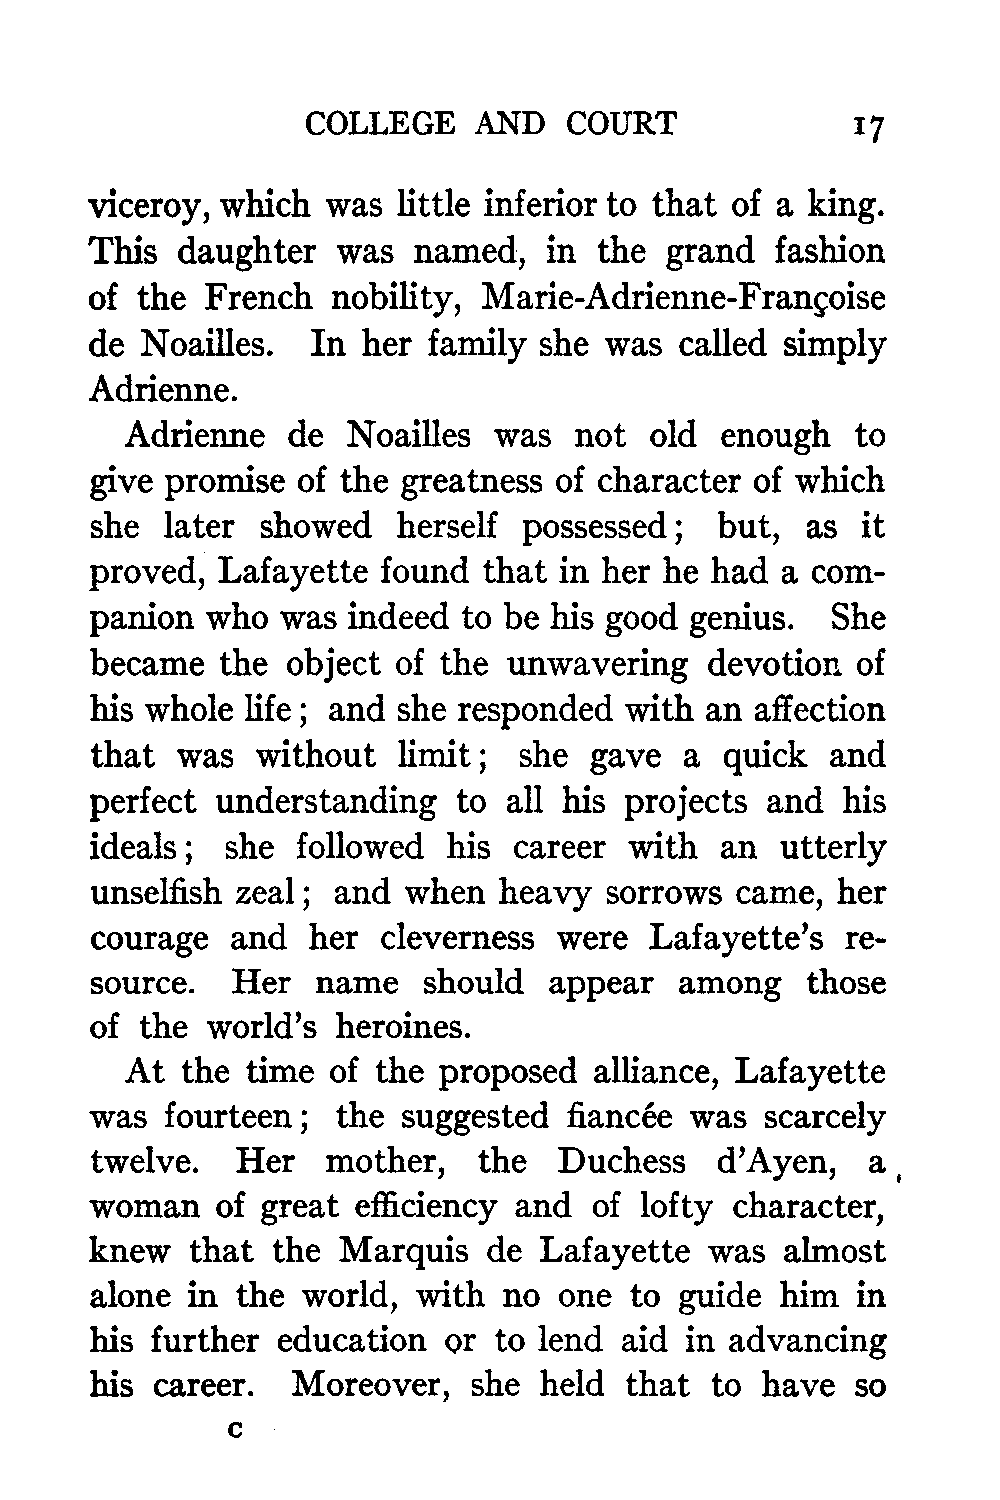 COLLEGE AND COURT 17
viceroy, which was little inferior to that of a king.
This daughter was named, in the grand fashion
of the French nobility, Marie-Adrienne-Françoise
de Noailles. In her family she was called simply
Adrienne.
Adrienne de Noailles was not old enough to
give promise of the greatness of character of which
she later showed herself possessed; but, as it
proved, Lafayette found that in her he had a com-
panion who was indeed to be his good genius. She
became the object of the unwavering devotion of
his whole life; and she responded with an affection
that was without limit; she gave a quick and
perfect understanding to all his projects and his
ideals; she followed his career with an utterly
unselfish zeal; and when heavy sorrows came, her
courage and her cleverness were Lafayette's re-
source. Her name should appear among those
of the world's heroines.
At the time of the proposed alliance, Lafayette
was fourteen; the suggested fiancée was scarcely
twelve. Her mother, the Duchess d'Ayen, a
woman of great efficiency and of lofty character,
knew that the Marquis de Lafayette was almost
alone in the world, with no one to guide him in
his further education or to lend aid in advancing
his career. Moreover, she held that to have so
C